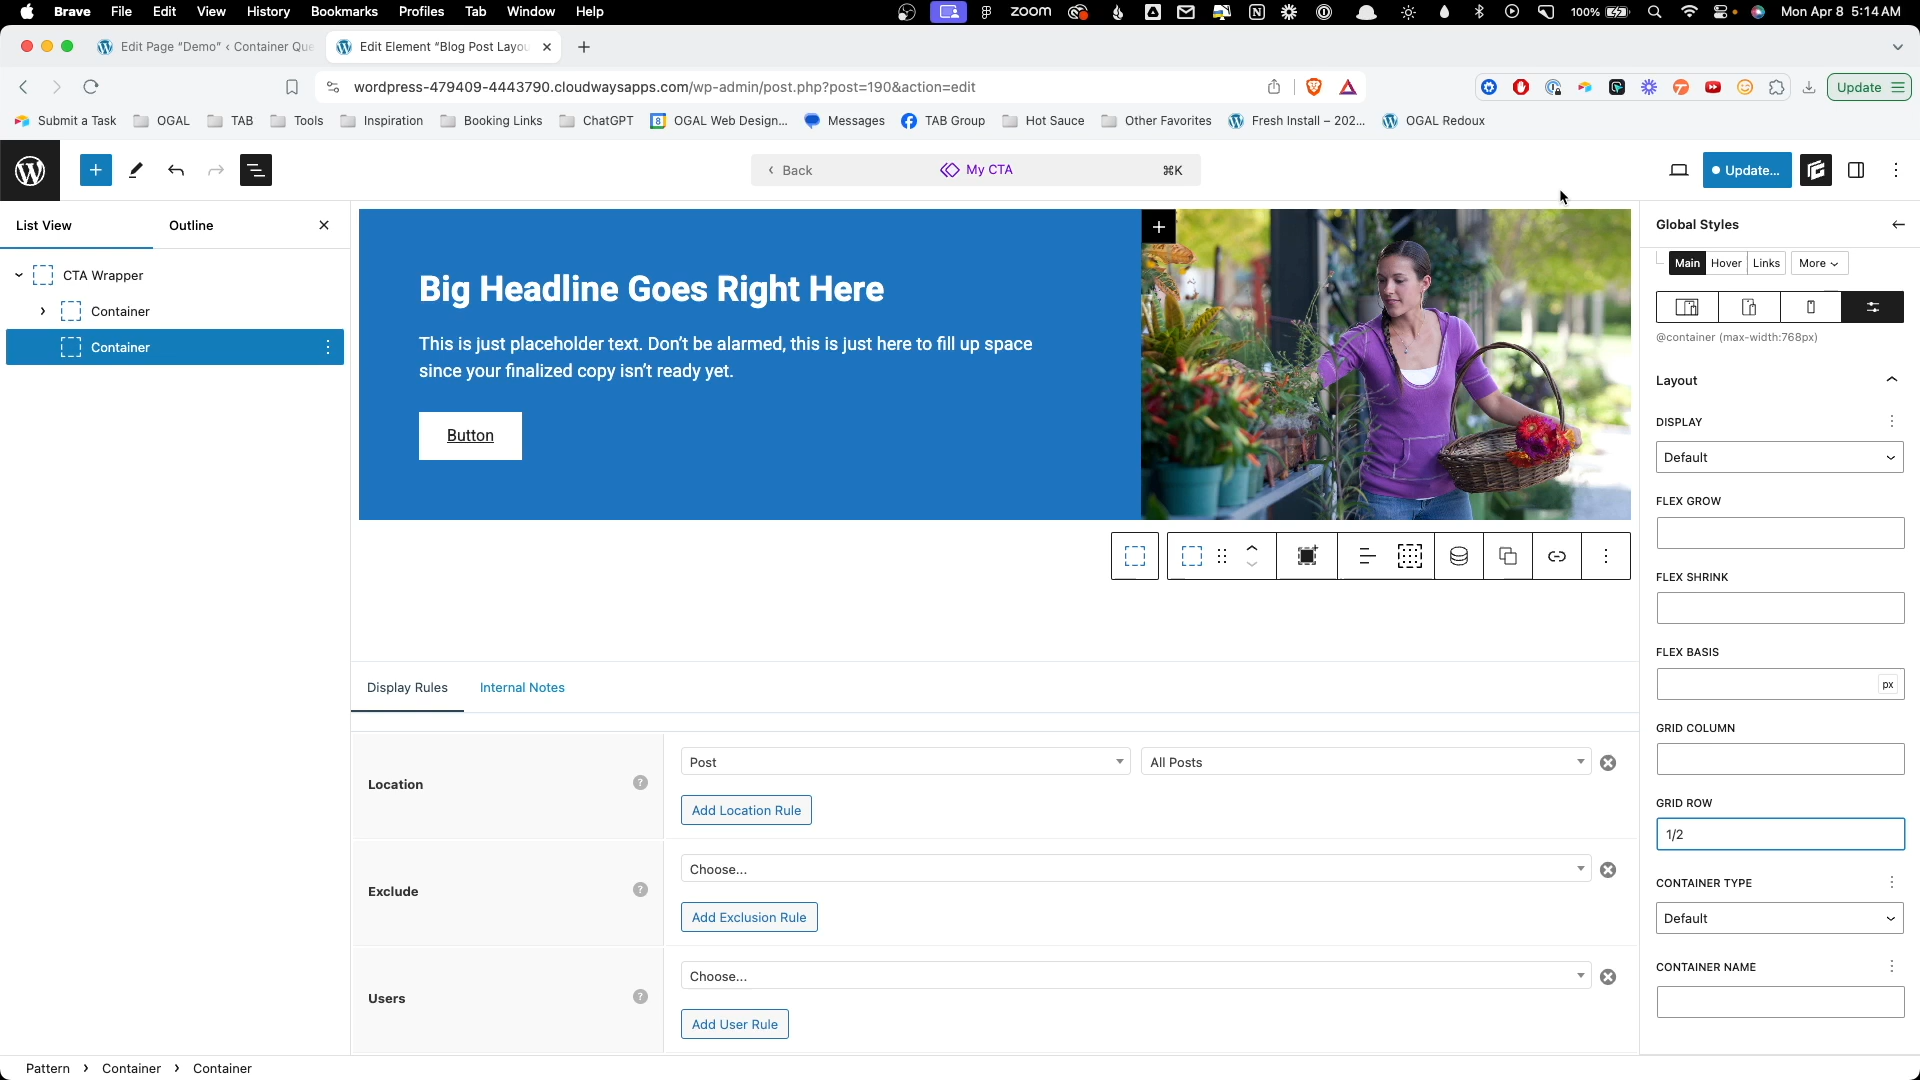 Brave File Edit View History Bookmarks Profiles Tab Window Help zoom 100% Mon Apr 8 5:14 AM
Edit Page “Demo” ‹ Container Que
Edit Element “Blog Post Layou
wordpress-479409-4443790.cloudwaysapps.com/wp-admin/post.php?post=190&action=edit
Update
Submit a Task OGAL TAB Tools Inspiration Booking Links ChatGPT 8 OGAL Web Design... Messages TAB Group Hot Sauce Other Favorites Fresh Install – 202... OGAL Redoux
Back My CTA ⌘K
Update...
List View Outline
CTA Wrapper
Container
Container
Big Headline Goes Right Here
This is just placeholder text. Don’t be alarmed, this is just here to fill up space
since your finalized copy isn’t ready yet.
Button
Display Rules Internal Notes
Location ? Post All Posts
Add Location Rule
Exclude ? Choose...
Add Exclusion Rule
Users ? Choose...
Add User Rule
Global Styles
Main Hover Links More
@container (max-width:768px)
Layout
DISPLAY
Default
FLEX GROW
FLEX SHRINK
FLEX BASIS
px
GRID COLUMN
GRID ROW
1/2
CONTAINER TYPE
Default
CONTAINER NAME
Pattern › Container › Container